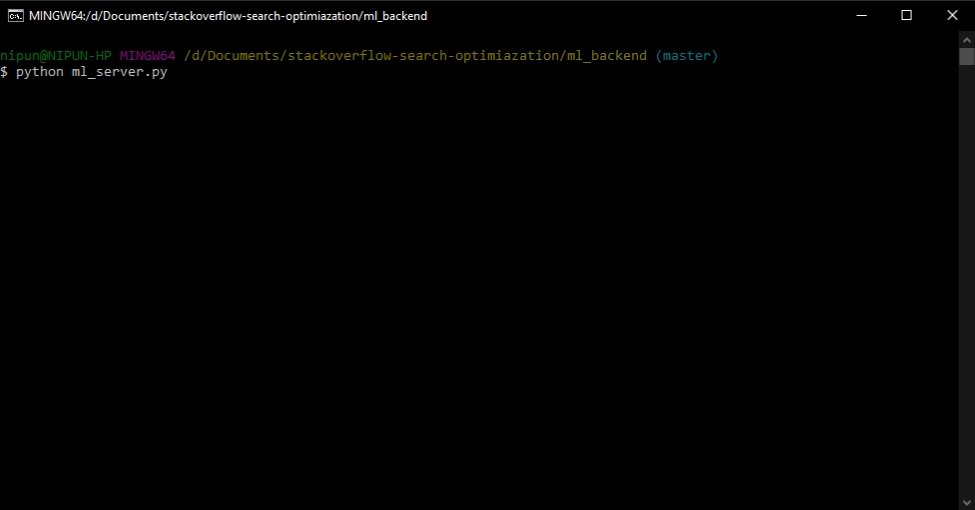 MINGW64:/d/Documents/stackoverflow-search-optimiazation/ml_backend
nipun@NIPUN-HP MINGW64 /d/Documents/stackoverflow-search-optimiazation/ml_backend (master)
$ python ml_server.py